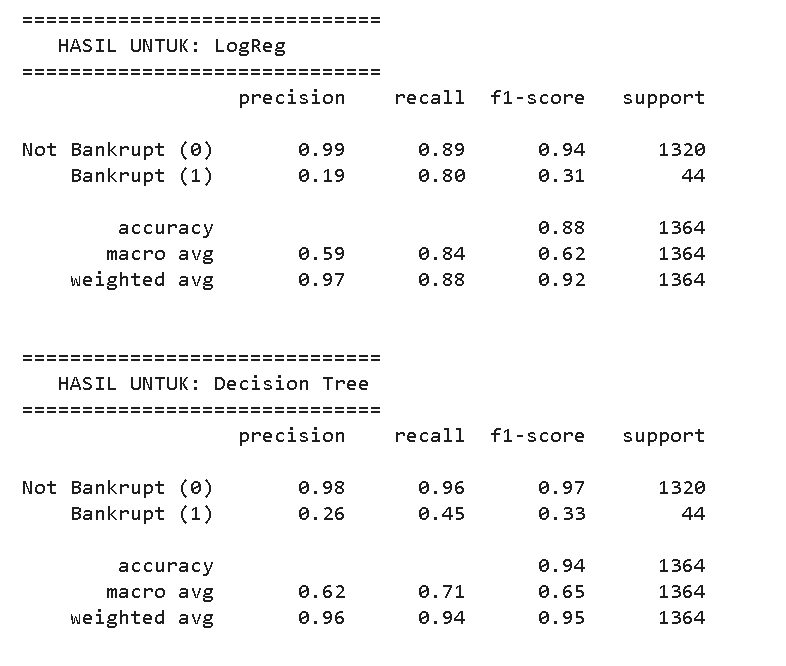 ==============================
   HASIL UNTUK: LogReg
==============================
                  precision    recall  f1-score   support

Not Bankrupt (0)       0.99      0.89      0.94      1320
    Bankrupt (1)       0.19      0.80      0.31        44

        accuracy                           0.88      1364
       macro avg       0.59      0.84      0.62      1364
    weighted avg       0.97      0.88      0.92      1364


==============================
   HASIL UNTUK: Decision Tree
==============================
                  precision    recall  f1-score   support

Not Bankrupt (0)       0.98      0.96      0.97      1320
    Bankrupt (1)       0.26      0.45      0.33        44

        accuracy                           0.94      1364
       macro avg       0.62      0.71      0.65      1364
    weighted avg       0.96      0.94      0.95      1364